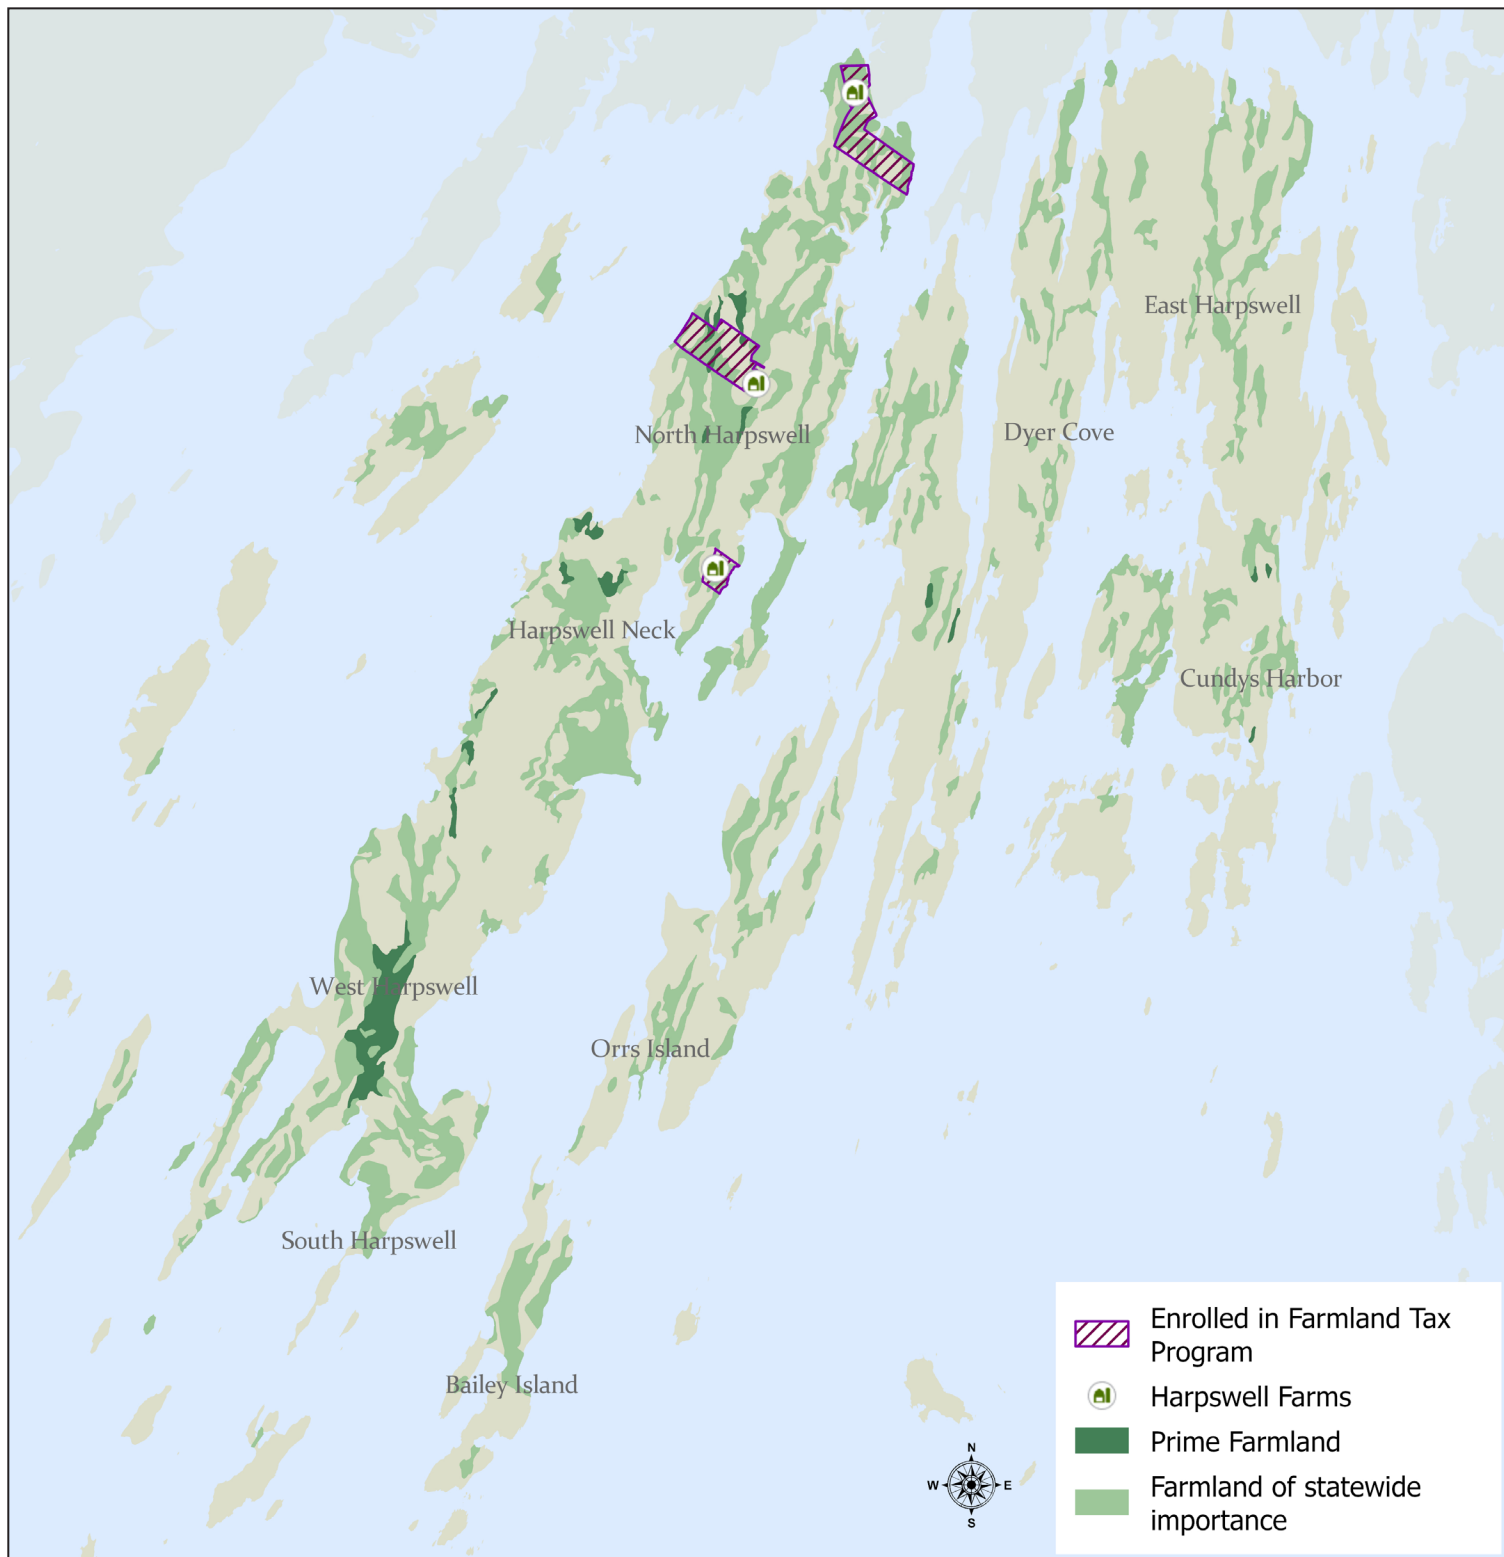 East Harpswell
Dyer Cove
North Harpswell
Harpswell Neck
Cundys Harbor
West Harpswell
Orrs Island
South Harpswell
Bailey Island
N
W
E
S
Enrolled in Farmland Tax
Program
Harpswell Farms
Prime Farmland
Farmland of statewide
importance